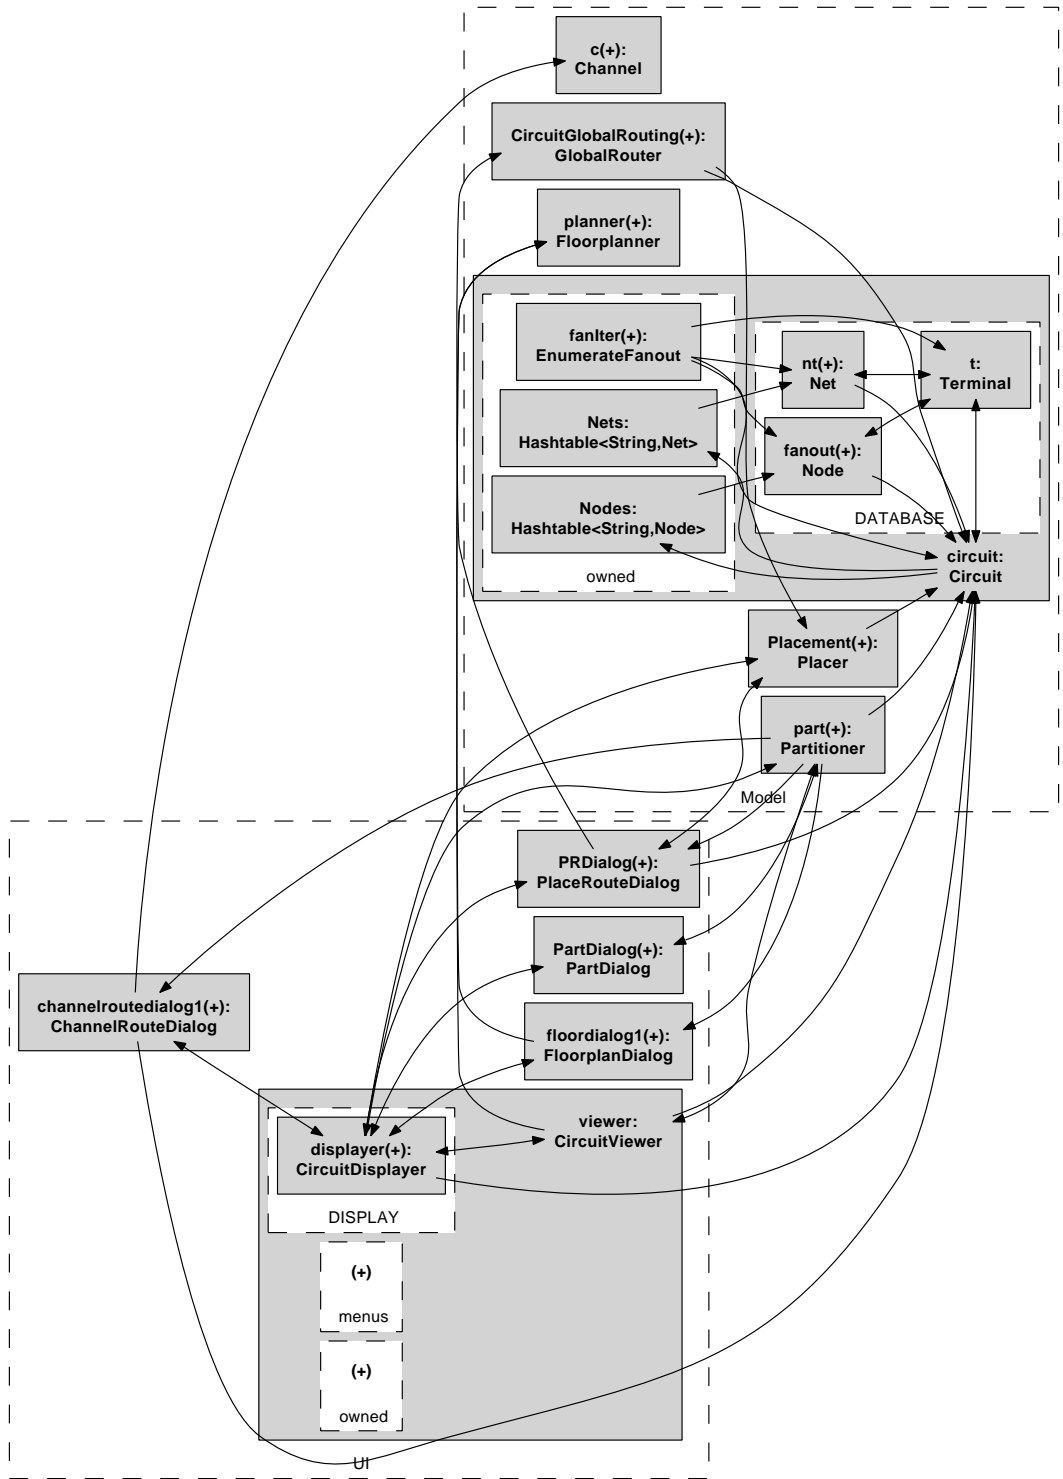 c(+):
Channel
CircuitGlobalRouting(+):
GlobalRouter
planner(+):
Floorplanner
fanIter(+):
EnumerateFanout
nt(+):
Net
t:
Terminal
Nets:
Hashtable<String,Net>
fanout(+):
Node
Nodes:
Hashtable<String,Node>
DATABASE
owned
circuit:
Circuit
Placement(+):
Placer
part(+):
Partitioner
Model
PRDialog(+):
PlaceRouteDialog
PartDialog(+):
PartDialog
channelroutedialog1(+):
ChannelRouteDialog
floordialog1(+):
FloorplanDialog
viewer:
CircuitViewer
displayer(+):
CircuitDisplayer
DISPLAY
(+)
menus
(+)
owned
UI